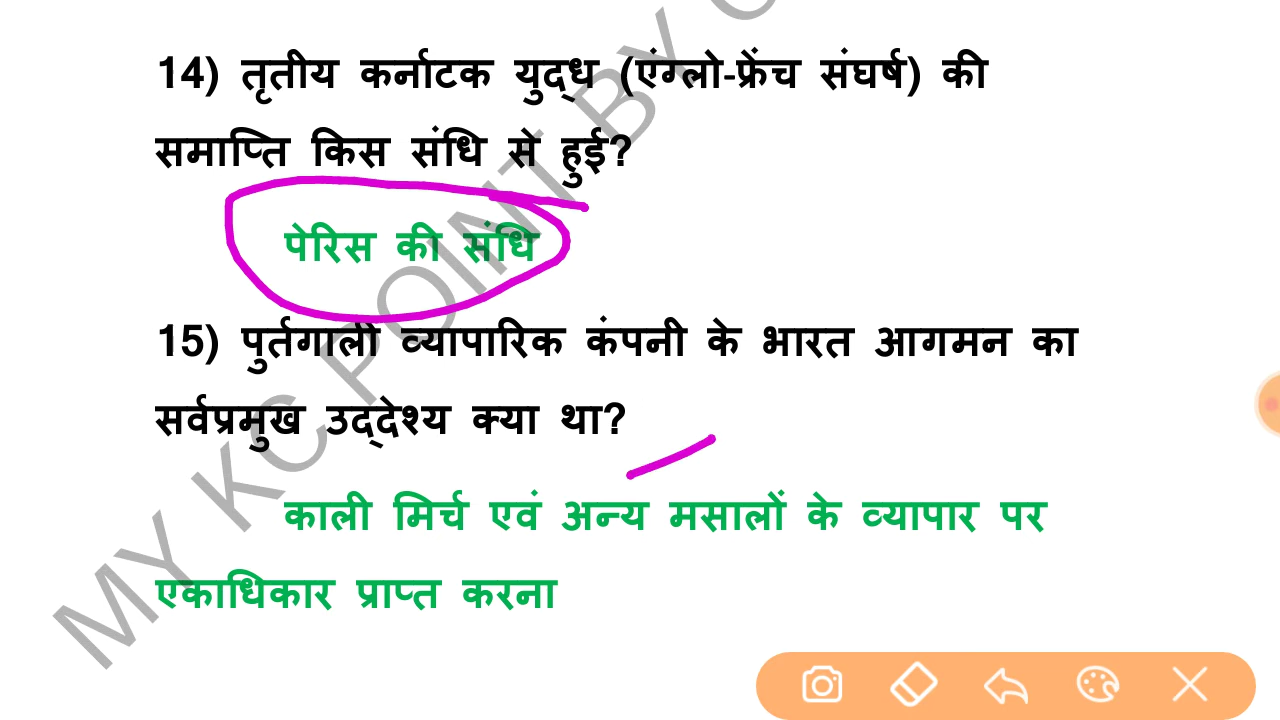 14) तृतीय कर्नाटक युद्ध (एंग्लो-फ्रेंच संघर्ष) की
समाप्ति किस संधि से हुई?
पेरिस की संधि
15) पुर्तगाली व्यापारिक कंपनी के भारत आगमन का
सर्वप्रमुख उद्देश्य क्या था?
काली मिर्च एवं अन्य मसालों के व्यापार पर
एकाधिकार प्राप्त करना
MY KC POINT BY